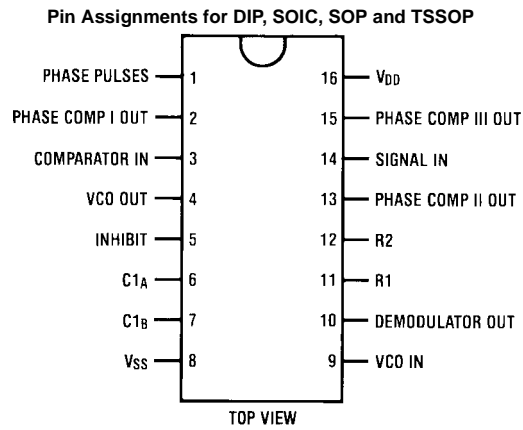 Pin Assignments for DIP, SOIC, SOP and TSSOP
PHASE PULSES 1 16 VDD
PHASE COMP I OUT 2 15 PHASE COMP III OUT
COMPARATOR IN 3 14 SIGNAL IN
VCO OUT 4 13 PHASE COMP II OUT
INHIBIT 5 12 R2
C1A 6 11 R1
C1B 7 10 DEMODULATOR OUT
VSS 8 9 VCO IN
TOP VIEW